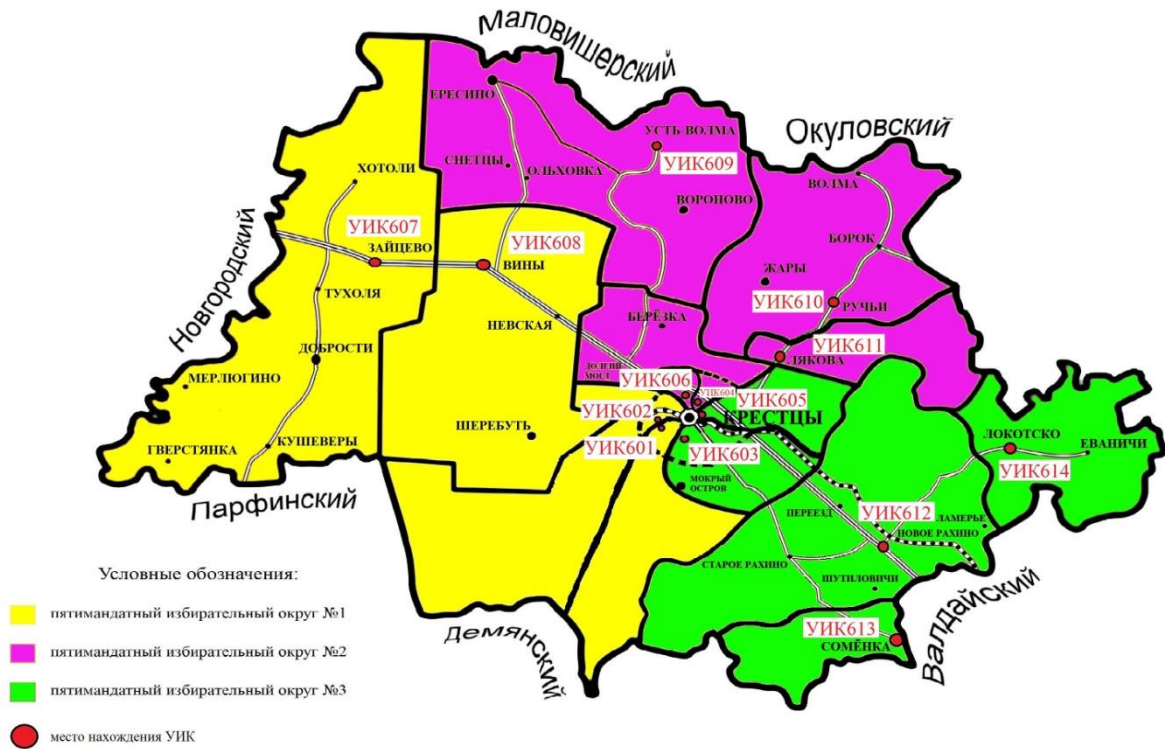 Маловишерский
Окуловский
Новгородский
Парфинский
Демянский
Валдайский
ЕРЕСИНО
УСТЬ-ВОЛМА
УИК609
СНЕТЦЫ
ОЛЬХОВКА
ВОЛМА
ХОТОЛИ
ВОРОНОВО
УИК607
УИК608
БОРОК
ЗАЙЦЕВО
ВИНЫ
ЖАРЫ
УИК610
РУЧЬИ
ТУХОЛЯ
НЕВСКАЯ
БЕРЁЗКА
УИК611
ЛЯКОВА
ДОБРОСТИ
ДОЛГИЙ
МОСТ
УИК606
УИК604
УИК605
МЕРЛЮГИНО
УИК602
КРЕСТЦЫ
ШЕРЕБУТЬ
УИК601
УИК603
КУШЕВЕРЫ
ГВЕРСТЯНКА
ЛОКОТСКО
ЕВАНИЧИ
УИК614
МОКРЫЙ
ОСТРОВ
ПЕРЕЕЗД
УИК612
ЛАМЕРЬЕ
НОВОЕ РАХИНО
СТАРОЕ РАХИНО
ШУТИЛОВИЧИ
УИК613
СОМЁНКА
Условные обозначения:
пятимандатный избирательный округ №1
пятимандатный избирательный округ №2
пятимандатный избирательный округ №3
место нахождения УИК